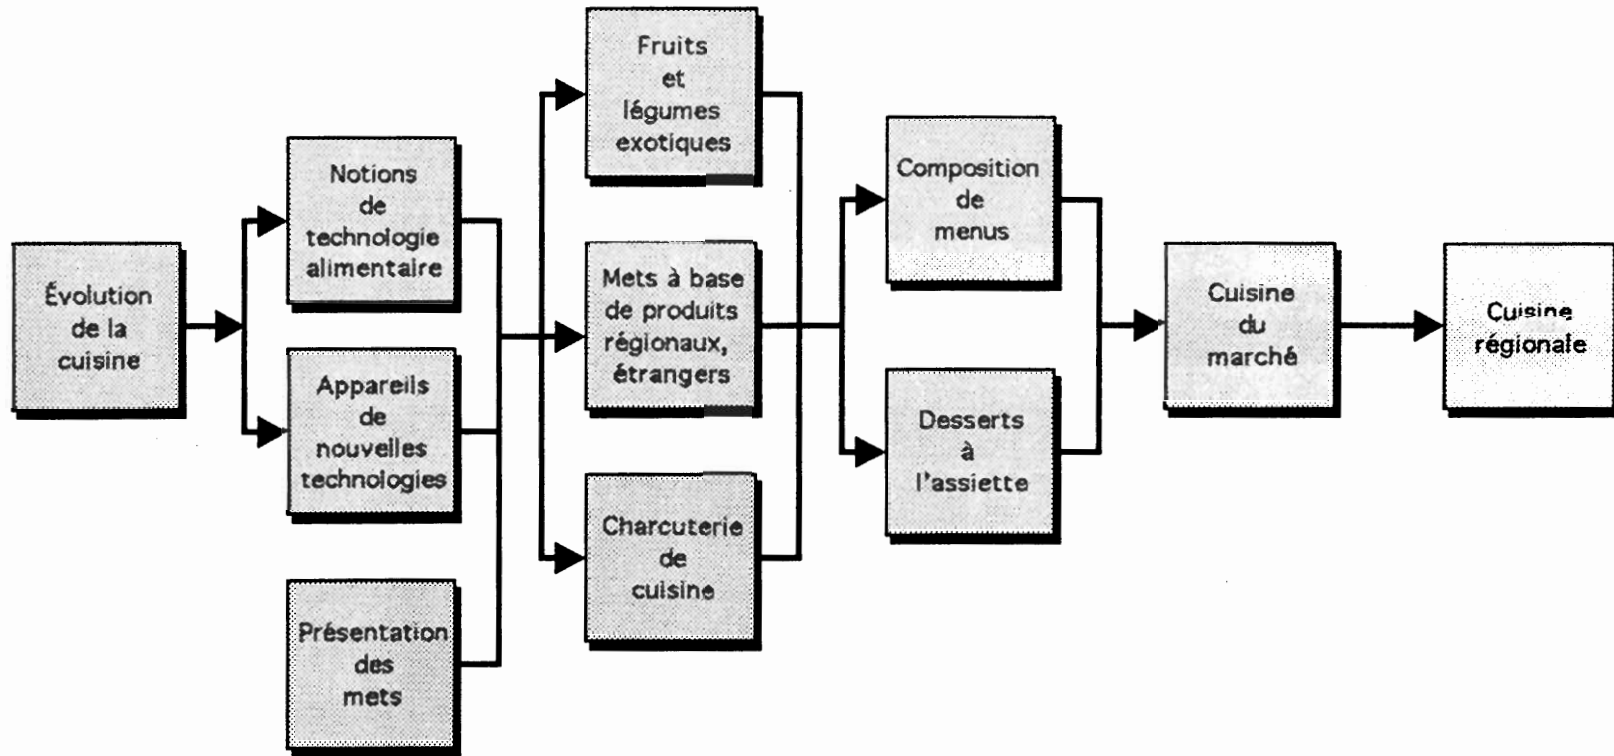 Évolution
de la
cuisine
Notions
de
technologie
alimentaire
Appareils
de
nouvelles
technologies
Présentation
des
mets
Fruits
et
légumes
exotiques
Mets à base
de produits
régionaux,
étrangers
Charcuterie
de
cuisine
Composition
de
menus
Desserts
à
l'assiette
Cuisine
du
marché
Cuisine
régionale